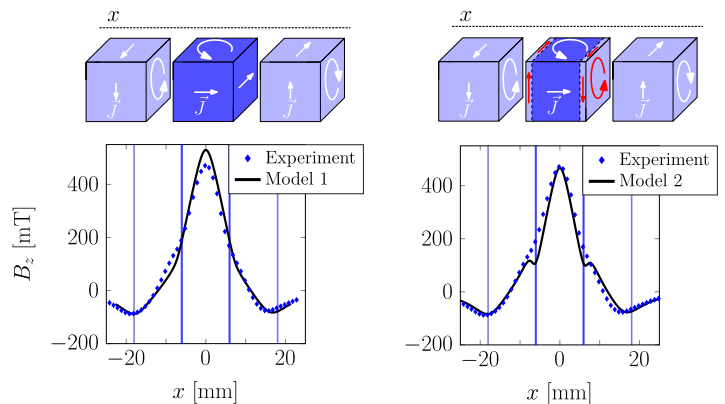 x
x
J⃗
J⃗
J⃗
J⃗
J⃗
J⃗
Experiment
Model 1
Experiment
Model 2
B_z [mT]
400
200
0
−200
400
200
0
−200
−20
0
20
−20
0
20
x [mm]
x [mm]